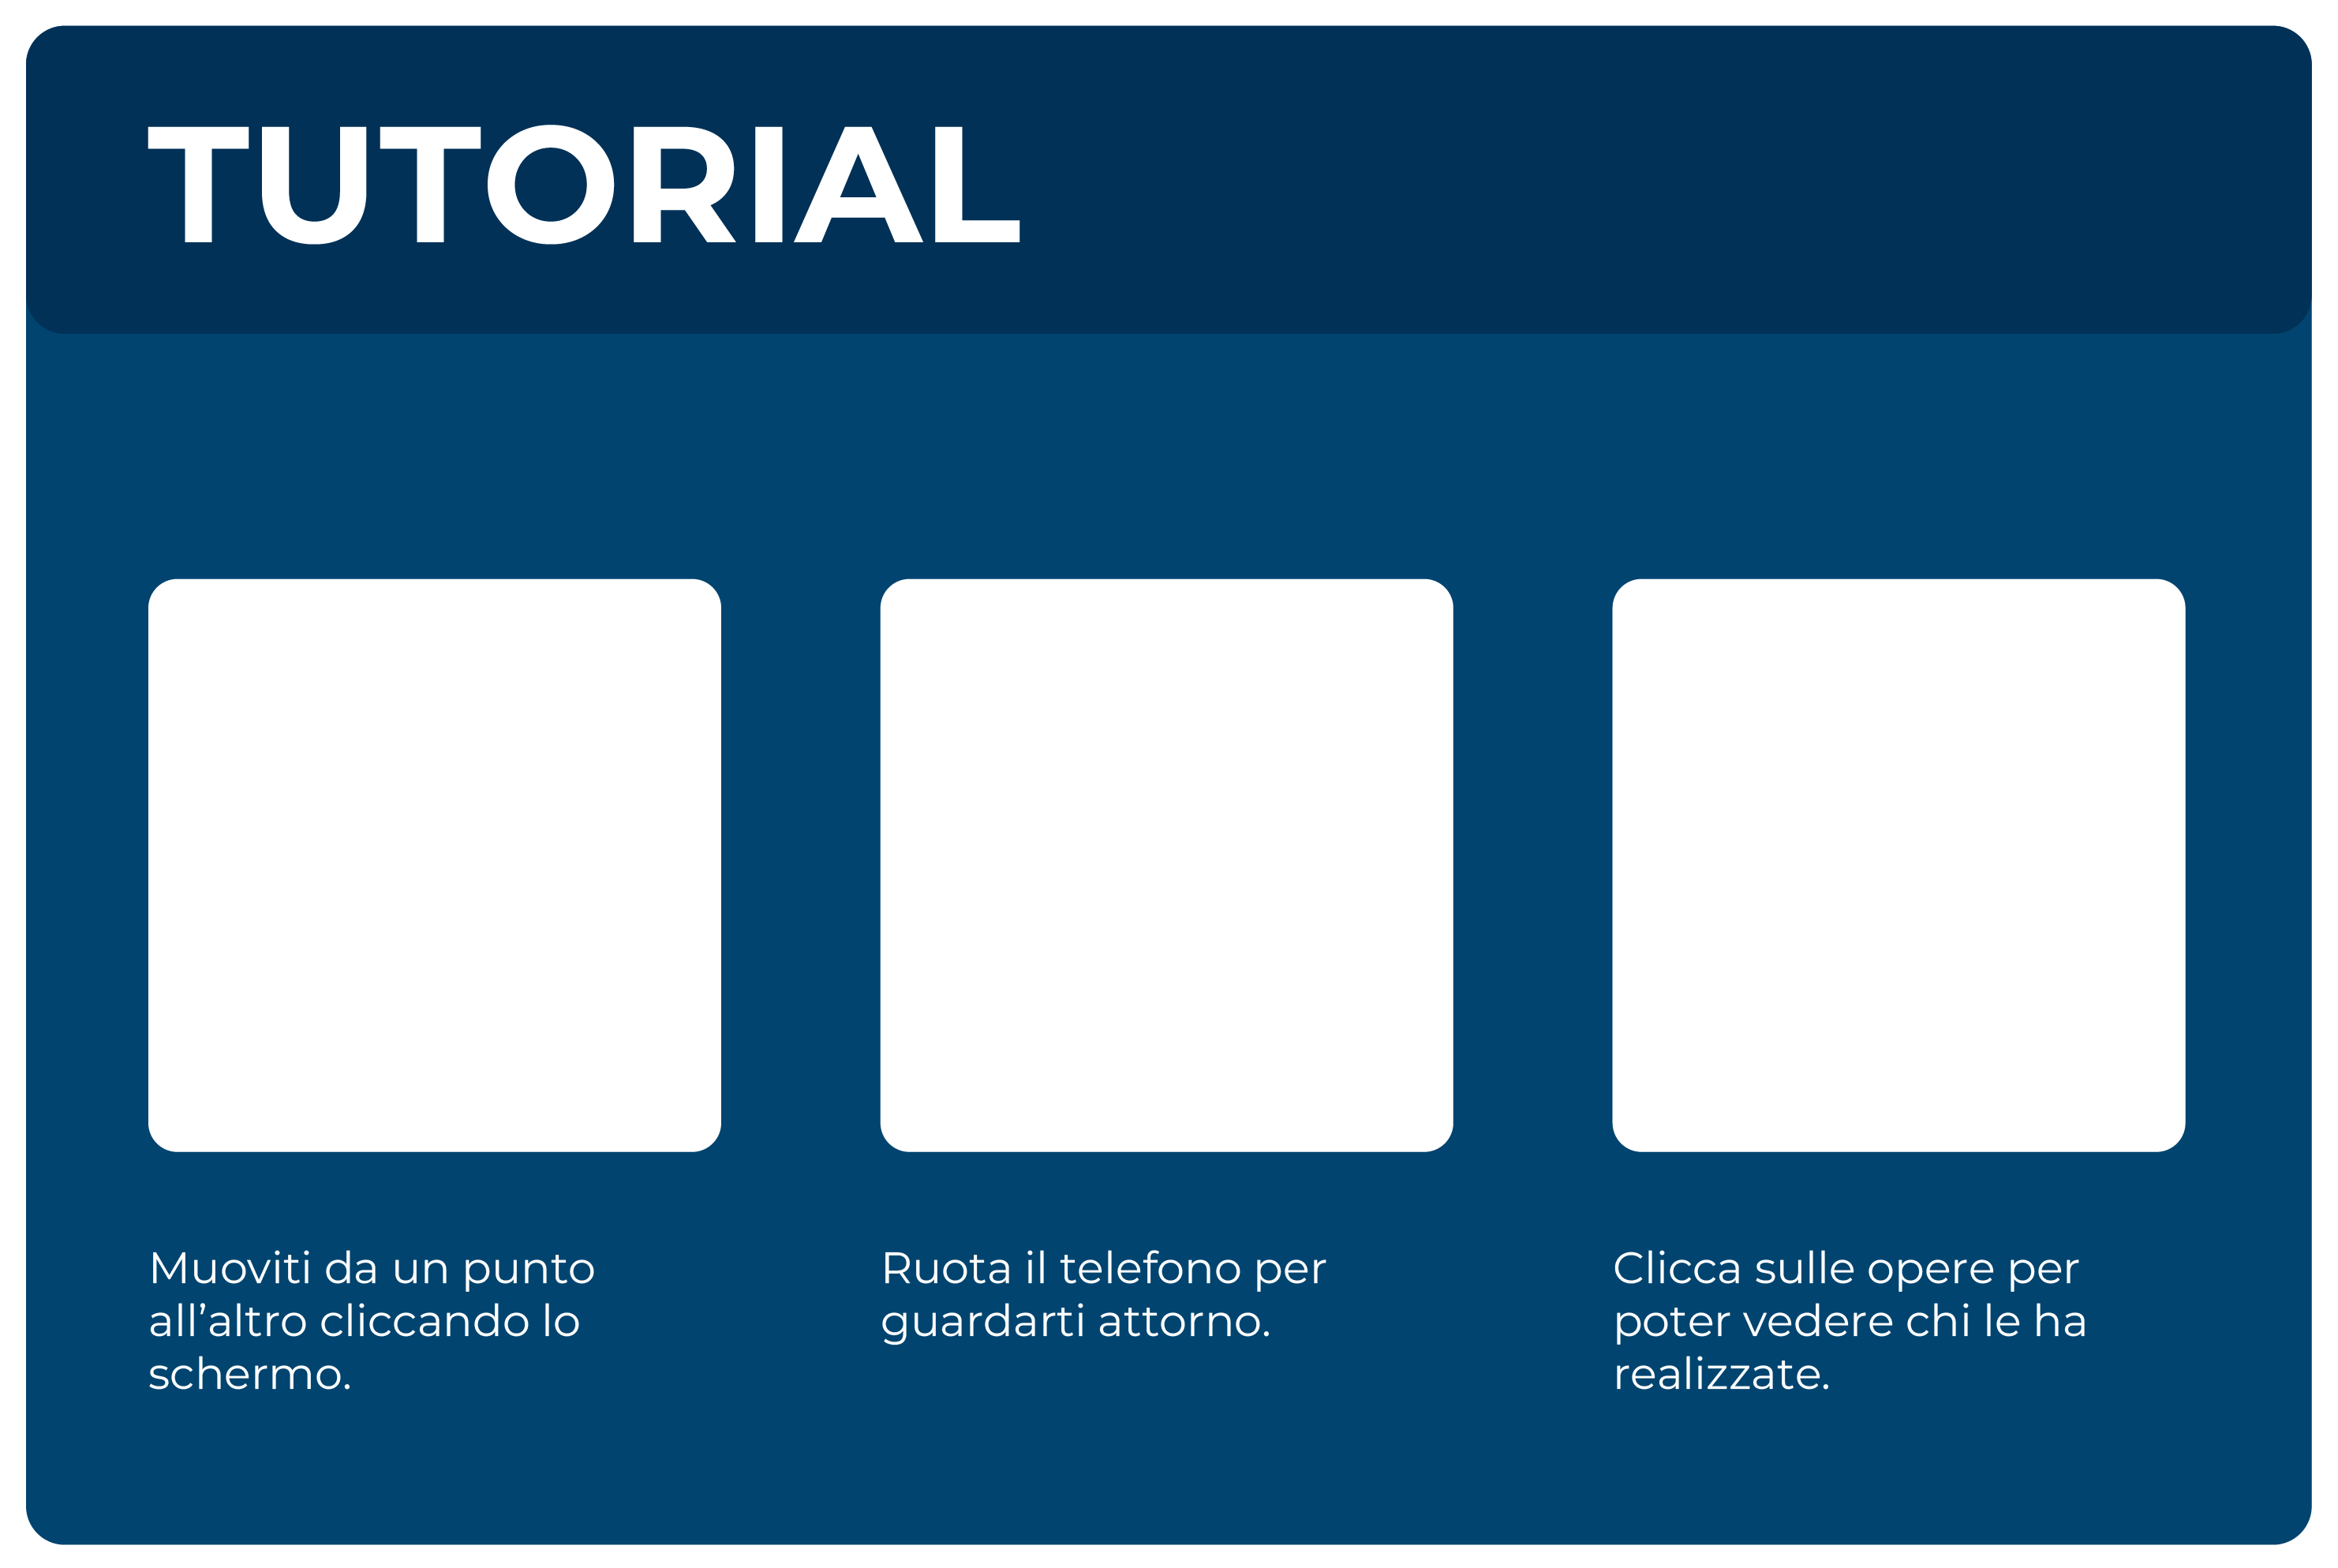 TUTORIAL
Muoviti da un punto
all’altro cliccando lo
schermo.
Ruota il telefono per
guardarti attorno.
Clicca sulle opere per
poter vedere chi le ha
realizzate.